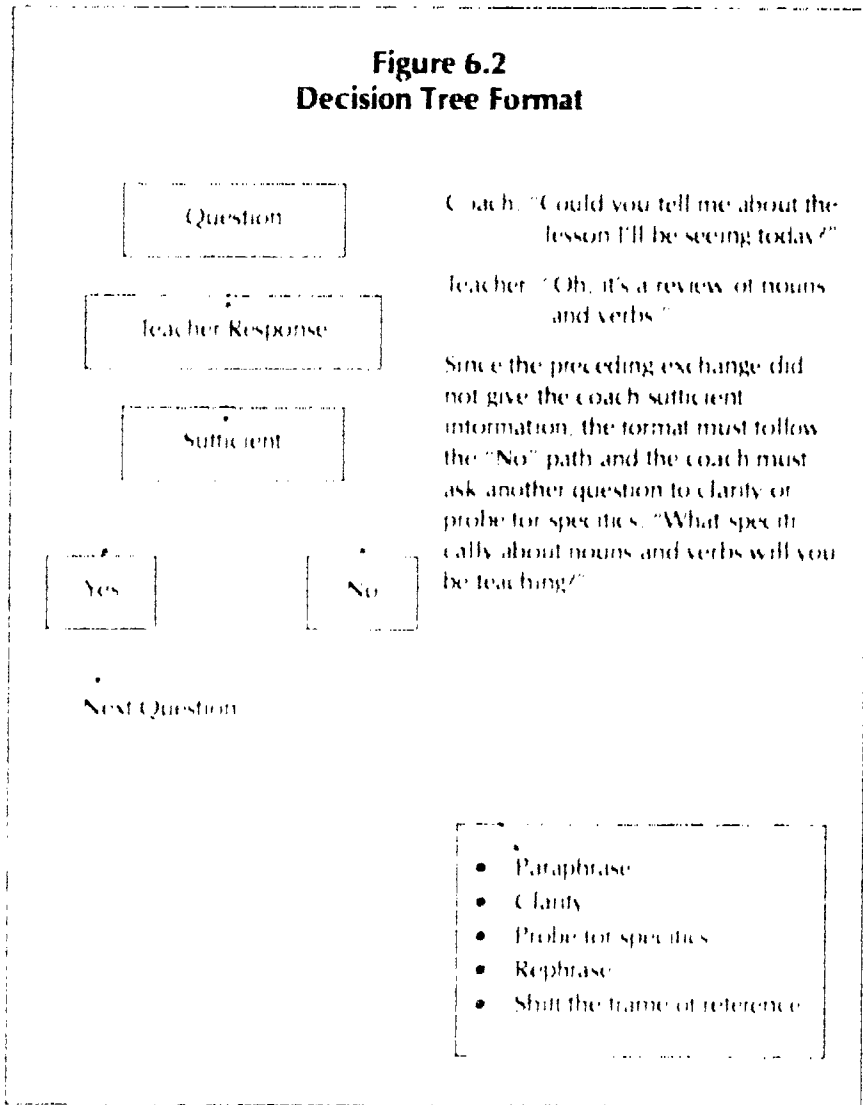 Figure 6.2
Decision Tree Format
Question
Teacher Response
Sufficient
Yes
No
Next Question
Coach: "Could you tell me about the
lesson I'll be seeing today?"
Teacher: "Oh, it's a review of nouns
and verbs."
Since the preceding exchange did
not give the coach sufficient
information, the format must follow
the "No" path and the coach must
ask another question to clarify or
probe for specifics. "What specifi-
cally about nouns and verbs will you
be teaching?"
• Paraphrase
• Clarify
• Probe for specifics
• Rephrase
• Shift the frame of reference